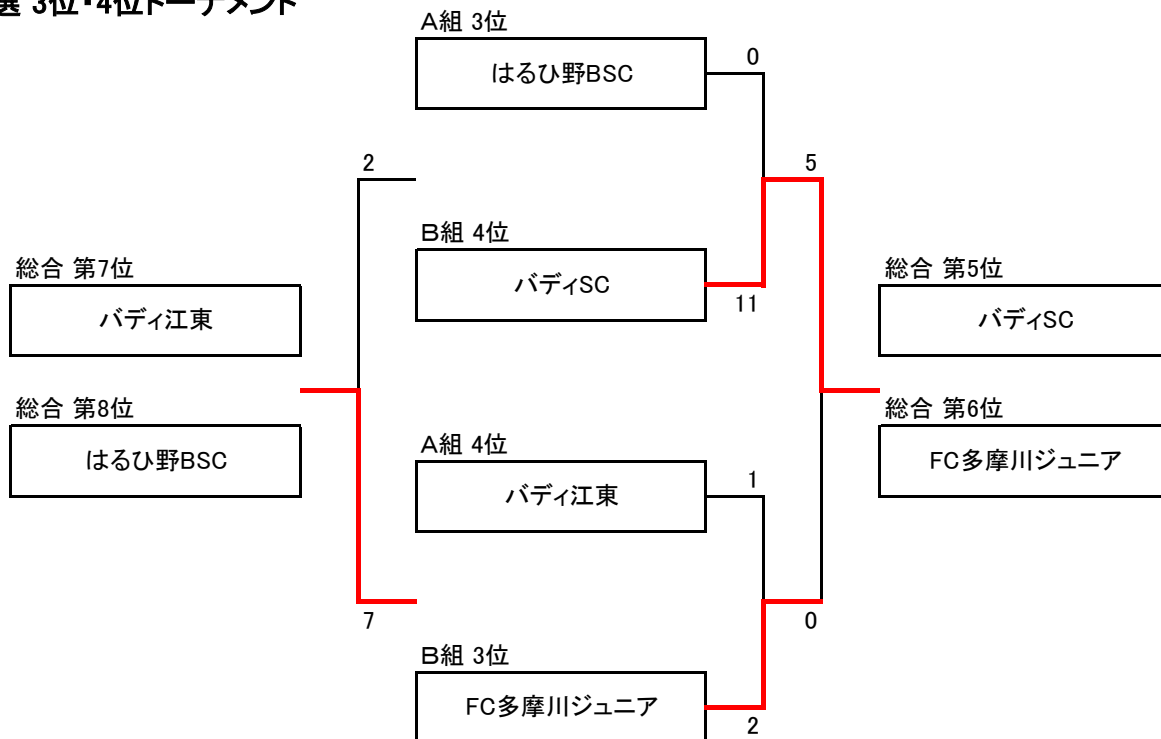 選 3位・4位トーナメント
A組 3位
はるひ野BSC
0
2
5
B組 4位
バディSC
11
総合 第7位
バディ江東
総合 第5位
バディSC
総合 第8位
はるひ野BSC
総合 第6位
FC多摩川ジュニア
A組 4位
バディ江東
1
7
0
B組 3位
FC多摩川ジュニア
2